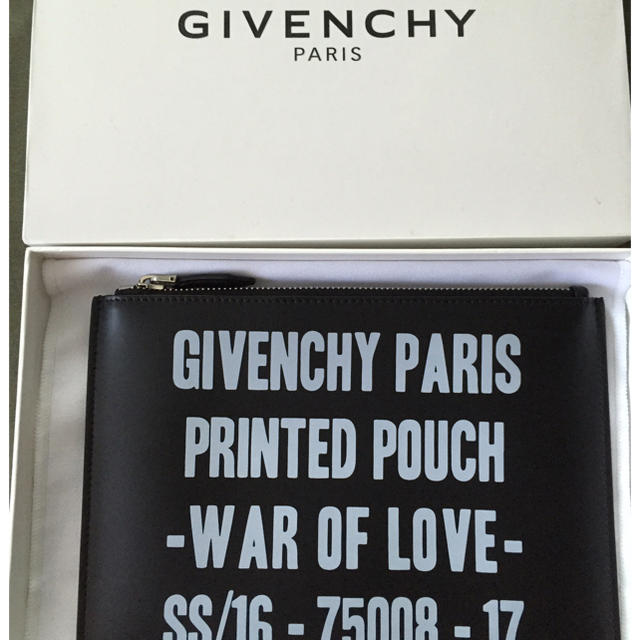 GIVENCHY
PARIS
GIVENCHY PARIS
PRINTED POUCH
-WAR OF LOVE-
SS/16 - 75008 - 17